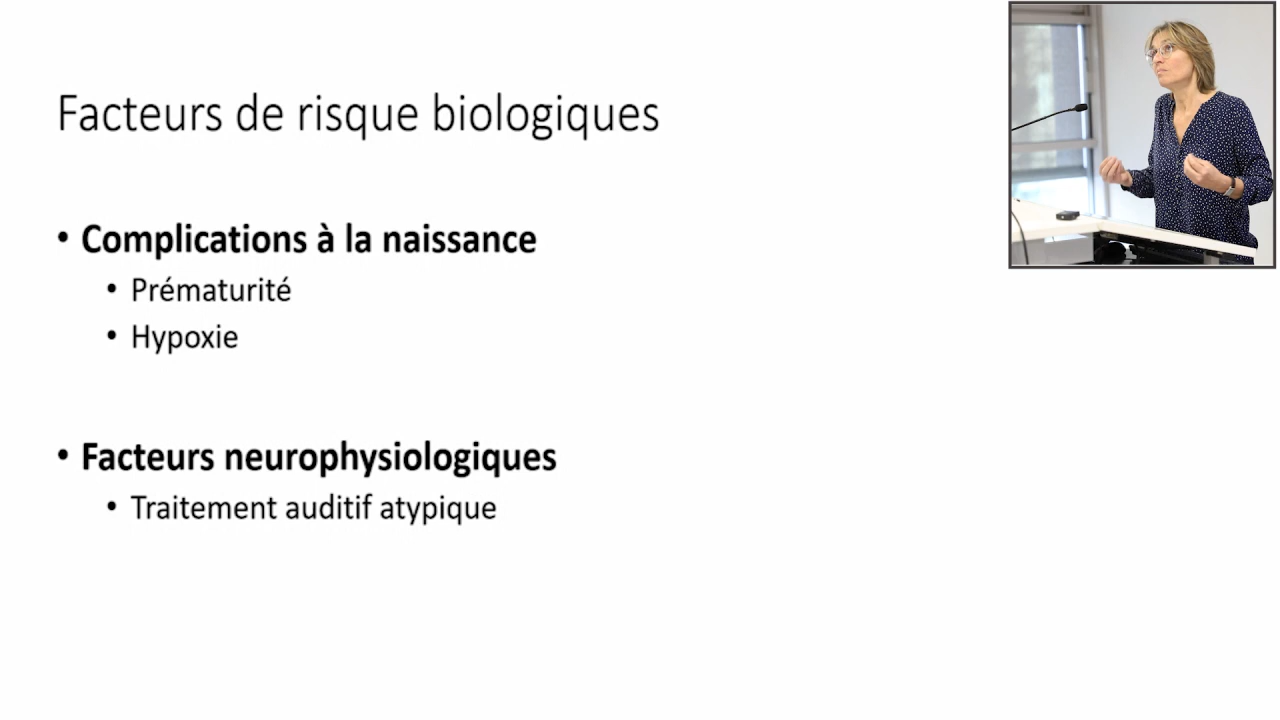 Facteurs de risque biologiques
• Complications à la naissance
• Prématurité
• Hypoxie
• Facteurs neurophysiologiques
• Traitement auditif atypique